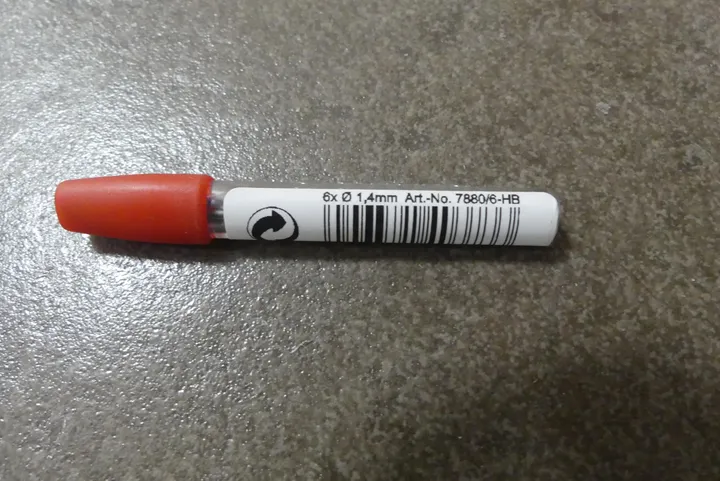 6x Ø 1,4mm Art.-No. 7880/6-HB